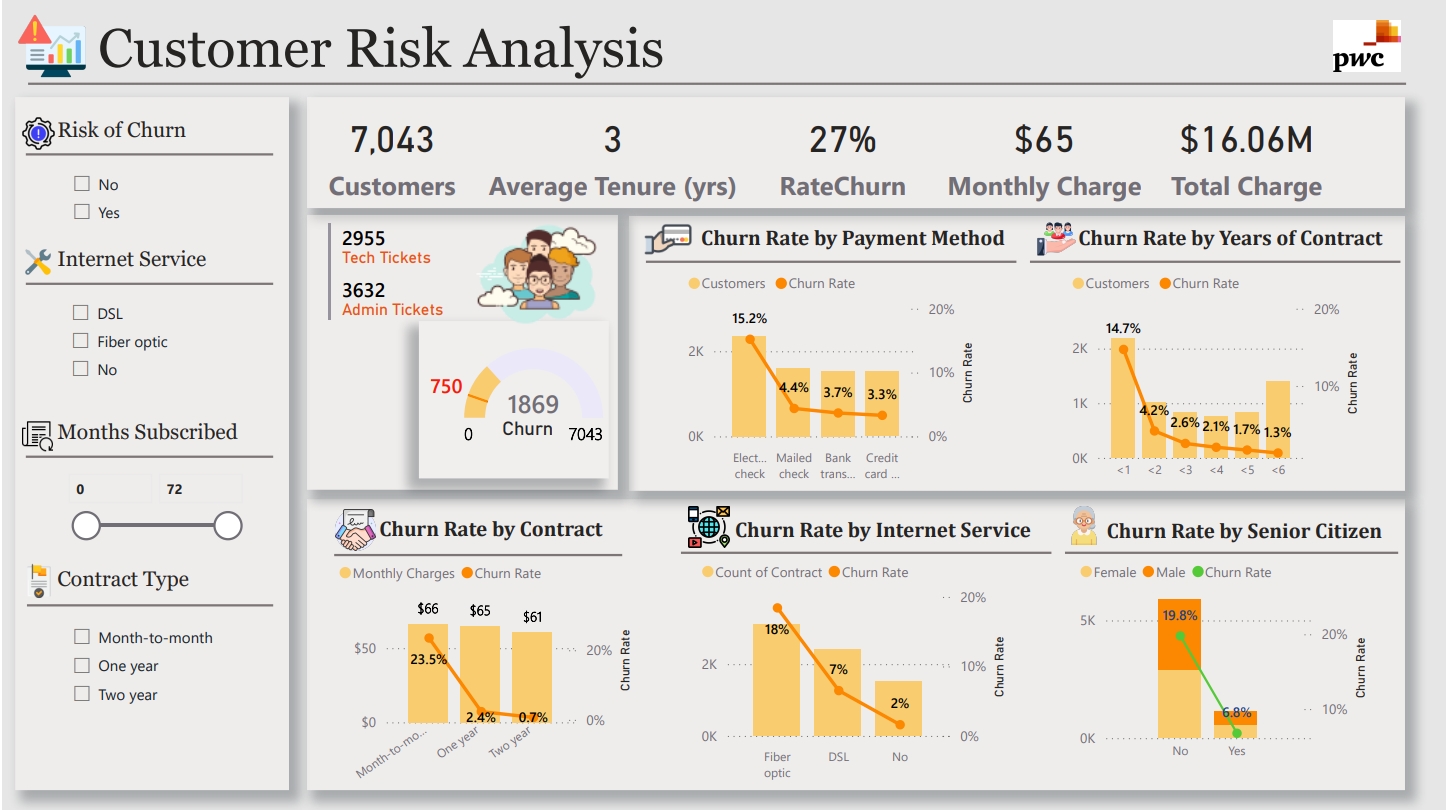 Customer Risk Analysis
pwc
Risk of Churn
No
Yes
Internet Service
DSL
Fiber optic
No
Months Subscribed
0 72
Contract Type
Month-to-month
One year
Two year
7,043 3 27% $65 $16.06M
Customers Average Tenure (yrs) RateChurn Monthly Charge Total Charge
2955
Tech Tickets
3632
Admin Tickets
750
1869
Churn
0 7043
Churn Rate by Payment Method
Customers Churn Rate
15.2%
4.4%
3.7%
3.3%
2K
0K
20%
10%
0%
Churn Rate
Elect... Mailed Bank Credit
check check trans... card ...
Churn Rate by Years of Contract
Customers Churn Rate
14.7%
4.2%
2.6% 2.1% 1.7% 1.3%
2K
1K
0K
20%
10%
Churn Rate
<1 <2 <3 <4 <5 <6
Churn Rate by Contract
Monthly Charges Churn Rate
$66 $65 $61
$50
$0
23.5%
2.4% 0.7%
20%
0%
Churn Rate
Month-to-mo... One year Two year
Churn Rate by Internet Service
Count of Contract Churn Rate
18%
7%
2%
2K
0K
20%
10%
0%
Churn Rate
Fiber DSL No
optic
Churn Rate by Senior Citizen
Female Male Churn Rate
19.8%
6.8%
5K
0K
20%
10%
Churn Rate
No Yes